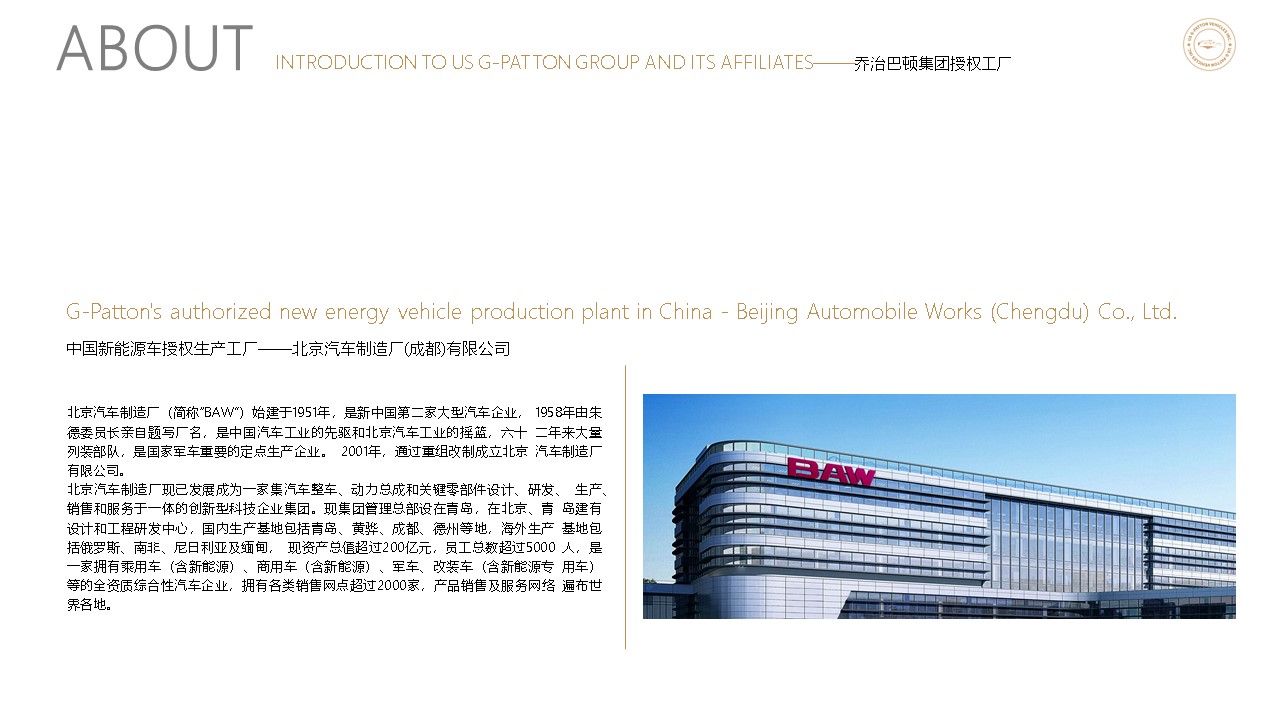 ABOUT
INTRODUCTION TO US G-PATTON GROUP AND ITS AFFILIATES——乔治巴顿集团授权工厂
G-Patton's authorized new energy vehicle production plant in China - Beijing Automobile Works (Chengdu) Co., Ltd.
中国新能源车授权生产工厂——北京汽车制造厂(成都)有限公司
北京汽车制造厂（简称“BAW”）始建于1951年，是新中国第二家大型汽车企业， 1958年由朱
德委员长亲自题写厂名，是中国汽车工业的先驱和北京汽车工业的摇篮，六十 二年来大量
列装部队，是国家军车重要的定点生产企业。 2001年，通过重组改制成立北京 汽车制造厂
有限公司。
北京汽车制造厂现已发展成为一家集汽车整车、动力总成和关键零部件设计、研发、 生产、
销售和服务于一体的创新型科技企业集团。现集团管理总部设在青岛，在北京、青 岛建有
设计和工程研发中心，国内生产基地包括青岛、黄骅、成都、德州等地，海外生产 基地包
括俄罗斯、南非、尼日利亚及缅甸， 现资产总值超过200亿元，员工总数超过5000 人，是
一家拥有乘用车（含新能源）、商用车（含新能源）、军车、改装车（含新能源专 用车）
等的全资质综合性汽车企业，拥有各类销售网点超过2000家，产品销售及服务网络 遍布世
界各地。
BAW